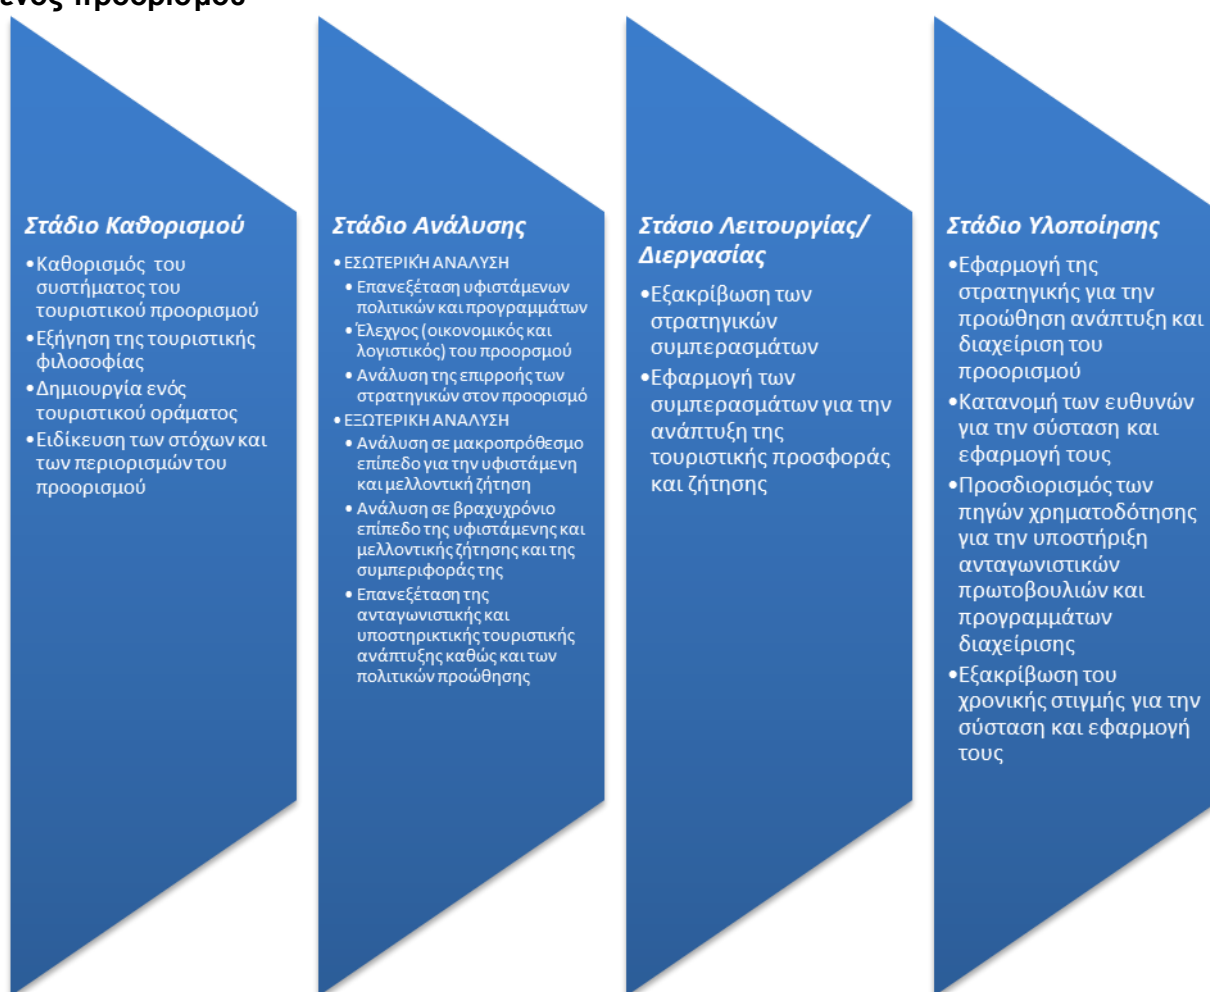 ενός προορισμού
Στάδιο Καθορισμού
•Καθορισμός του
συστήματος του
τουριστικού προορισμού
•Εξήγηση της τουριστικής
φιλοσοφίας
•Δημιουργία ενός
τουριστικού οράματος
•Ειδίκευση των στόχων και
των περιορισμών του
προορισμού
Στάδιο Ανάλυσης
•ΕΣΩΤΕΡΙΚΉ ΑΝΑΛΥΣΗ
•Επανεξέταση υφιστάμενων
πολιτικών και προγραμμάτων
•Έλεγχος (οικονομικός και
λογιστικός) του προορσμού
•Ανάλυση της επιρροής των
στρατηγικών στον προορισμό
•ΕΞΩΤΕΡΙΚΗ ΑΝΑΛΥΣΗ
•Ανάλυση σε μακροπρόθεσμο
επίπεδο για την υφιστάμενη
και μελλοντική ζήτηση
•Ανάλυση σε βραχυχρόνιο
επίπεδο της υφιστάμενης και
μελλοντικής ζήτησης και της
συμπεριφοράς της
•Επανεξέταση της
ανταγωνιστικής και
υποστηρικτικής τουριστικής
ανάπτυξης καθώς και των
πολιτικών προώθησης
Στάσιο Λειτουργίας/
Διεργασίας
•Εξακρίβωση των
στρατηγικών
συμπερασμάτων
•Εφαρμογή των
συμπερασμάτων για την
ανάπτυξη της
τουριστικής προσφοράς
και ζήτησης
Στάδιο Υλοποίησης
•Εφαρμογή της
στρατηγικής για την
προώθηση ανάπτυξη και
διαχείριση του
προορισμού
•Κατανομή των ευθυνών
για την σύσταση και
εφαρμογή τους
•Προσδιορισμός των
πηγών χρηματοδότησης
για την υποστήριξη
ανταγωνιστικών
πρωτοβουλιών και
προγραμμάτων
διαχείρισης
•Εξακρίβωση του
χρονικής στιγμής για την
σύσταση και εφαρμογή
τους